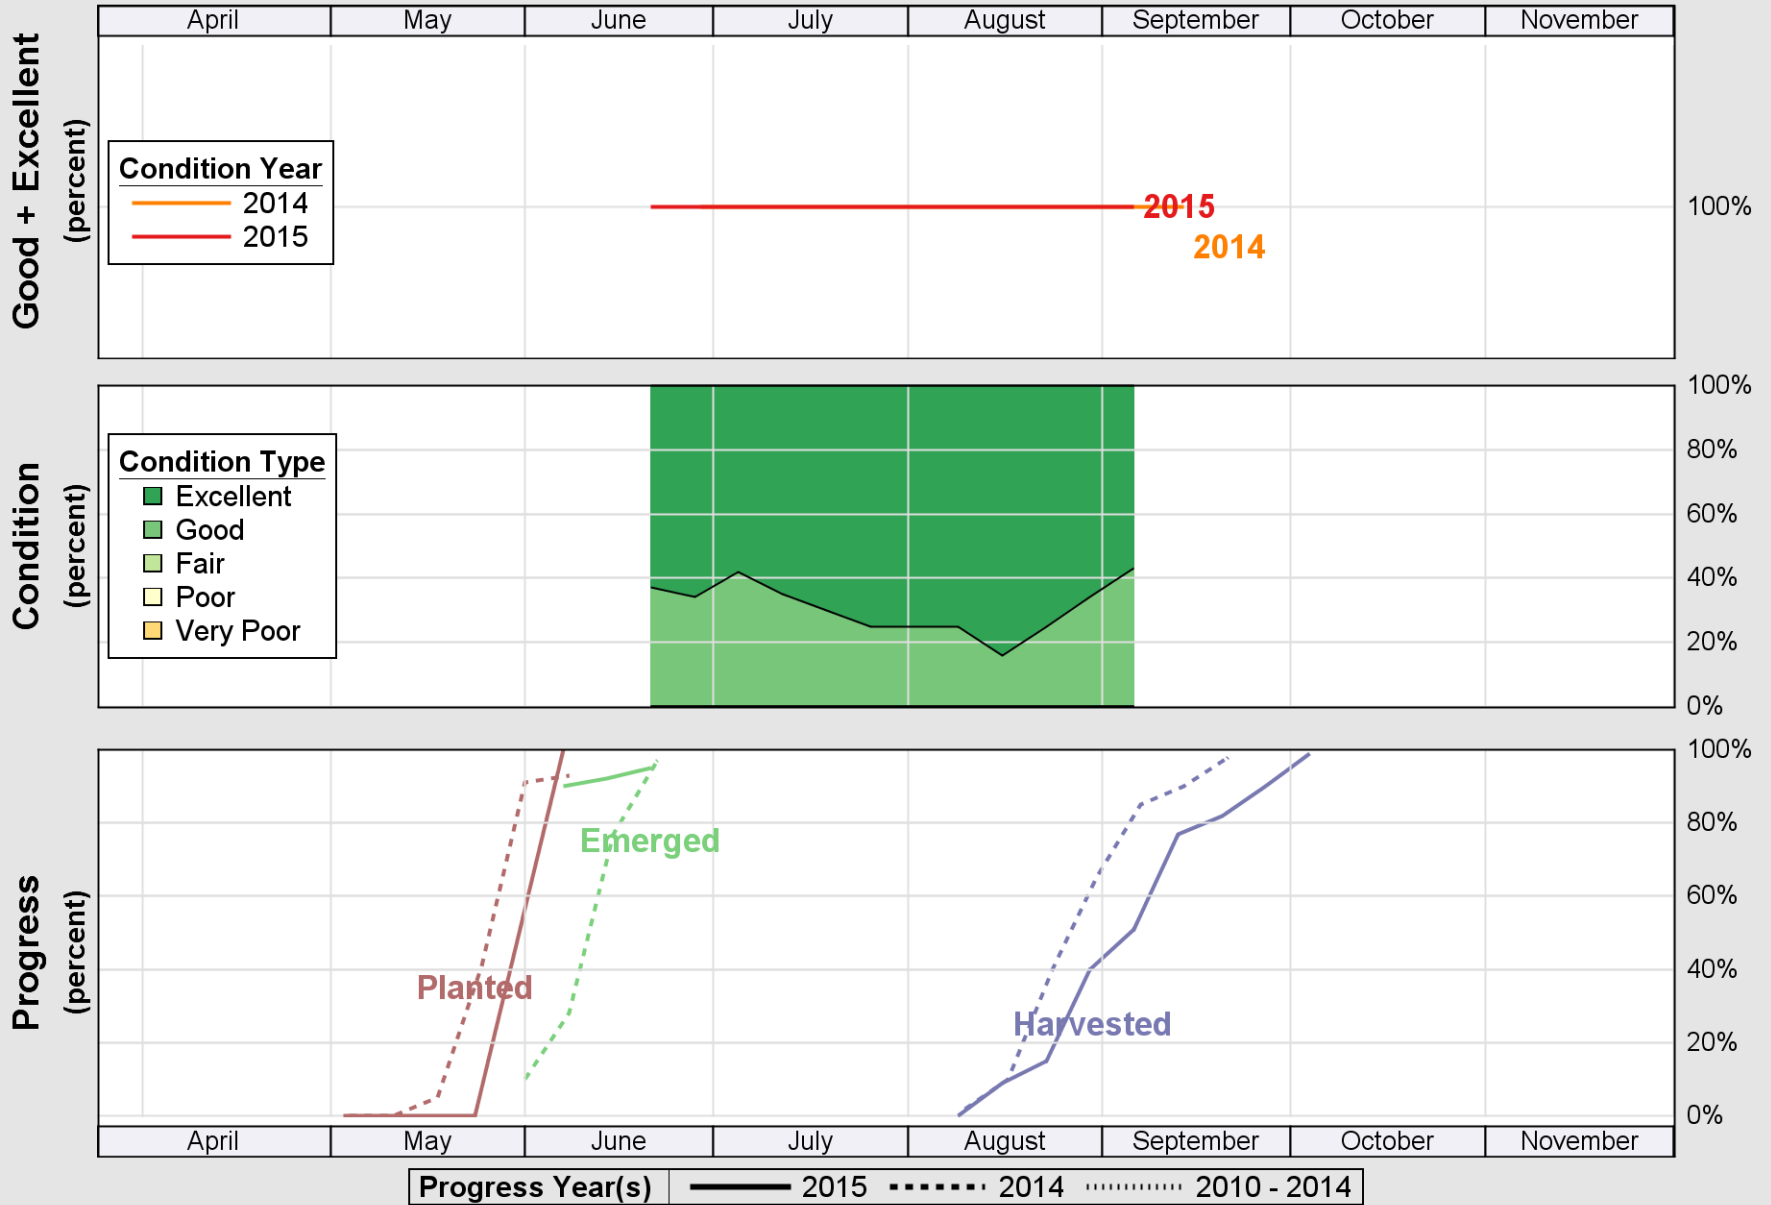 April May June July August September October November
Good + Excellent
(percent)
Condition Year
2014
2015
2015
2014
100%
Condition
(percent)
Condition Type
Excellent
Good
Fair
Poor
Very Poor
100%
80%
60%
40%
20%
0%
Progress
(percent)
Planted
Emerged
Harvested
100%
80%
60%
40%
20%
0%
April May June July August September October November
Progress Year(s) 2015 2014 2010 - 2014